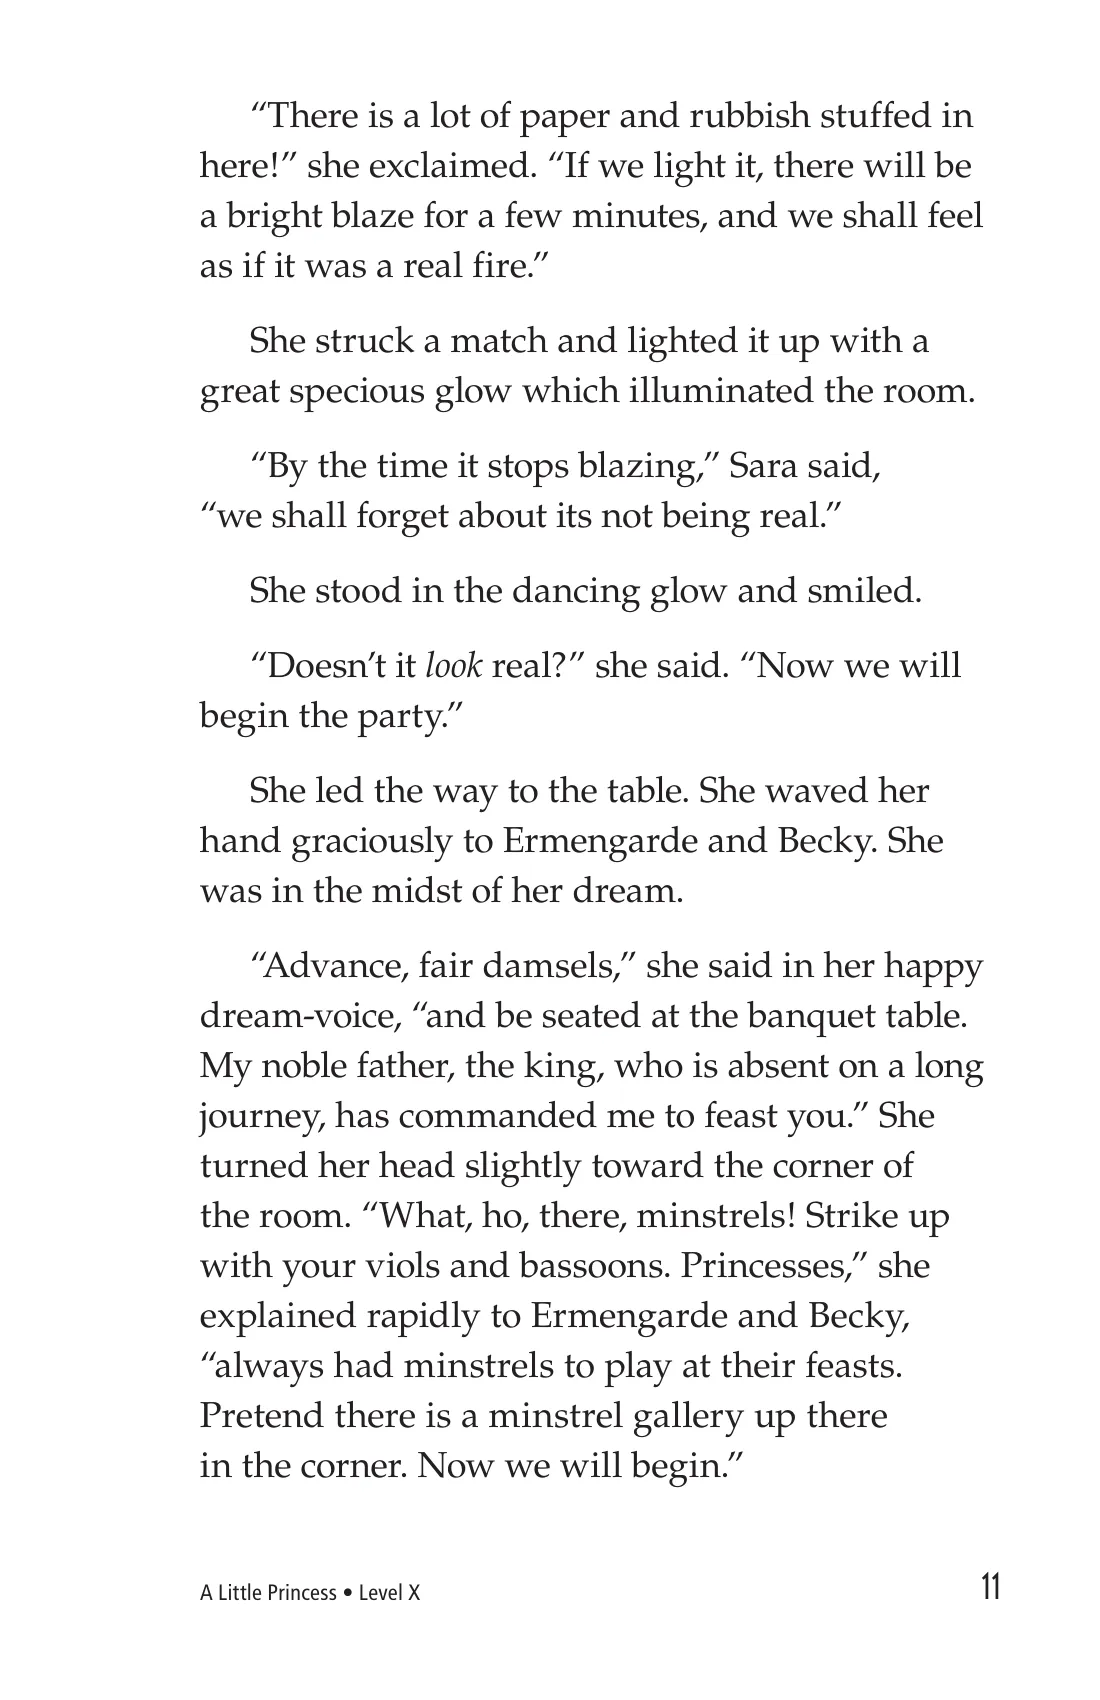 “There is a lot of paper and rubbish stuffed in
here!” she exclaimed. “If we light it, there will be
a bright blaze for a few minutes, and we shall feel
as if it was a real fire.”
She struck a match and lighted it up with a
great specious glow which illuminated the room.
“By the time it stops blazing,” Sara said,
“we shall forget about its not being real.”
She stood in the dancing glow and smiled.
“Doesn’t it look real?” she said. “Now we will
begin the party.”
She led the way to the table. She waved her
hand graciously to Ermengarde and Becky. She
was in the midst of her dream.
“Advance, fair damsels,” she said in her happy
dream-voice, “and be seated at the banquet table.
My noble father, the king, who is absent on a long
journey, has commanded me to feast you.” She
turned her head slightly toward the corner of
the room. “What, ho, there, minstrels! Strike up
with your viols and bassoons. Princesses,” she
explained rapidly to Ermengarde and Becky,
“always had minstrels to play at their feasts.
Pretend there is a minstrel gallery up there
in the corner. Now we will begin.”
A Little Princess • Level X
11